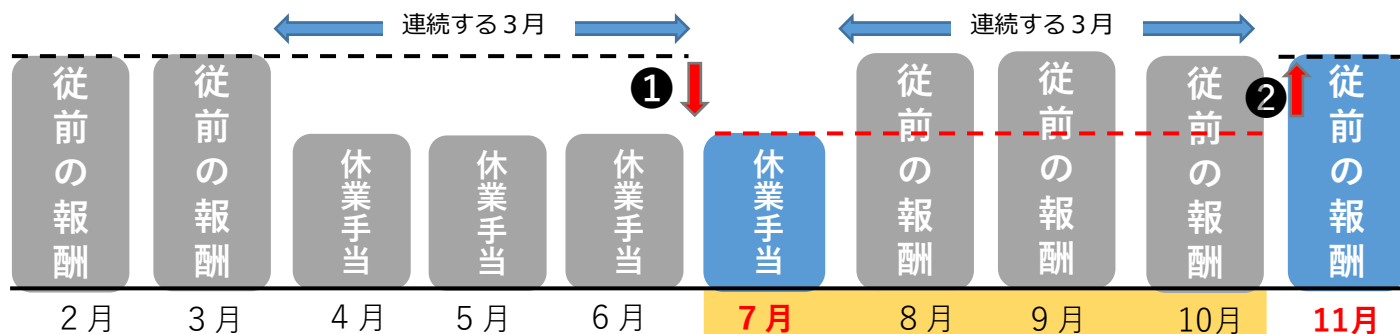 連続する３月
連続する３月
❶
❷
従前の報酬
従前の報酬
休業手当
休業手当
休業手当
休業手当
従前の報酬
従前の報酬
従前の報酬
従前の報酬
２月
３月
４月
５月
６月
７月
８月
９月
10月
11月